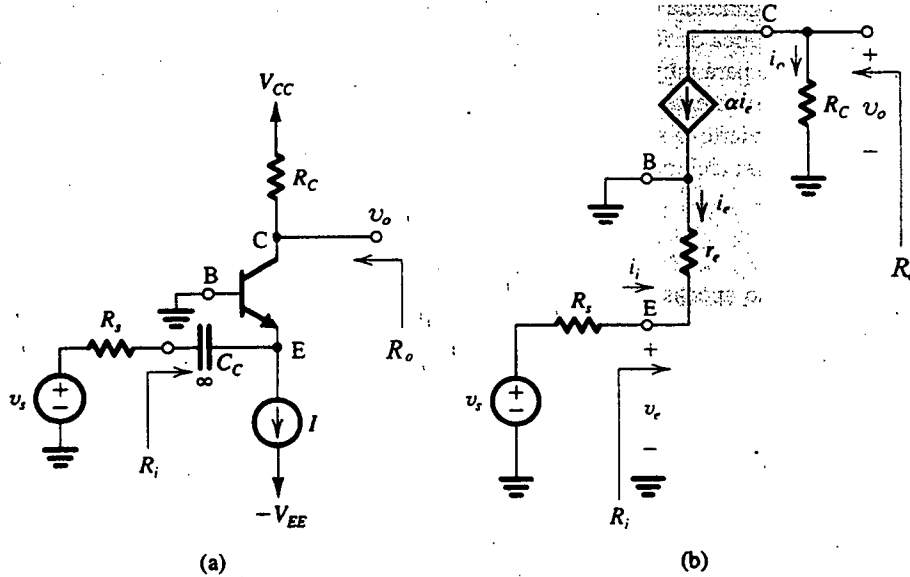 V_CC
R_C
v_o
C
B
R_s
C_C
E
∞
v_s
R_i
I
R_o
-V_EE
(a)
C
αi_e
R_C
+
v_o
-
B
i_e
r_e
i_i
R_s
E
+
v_s
v_e
-
R_i
(b)